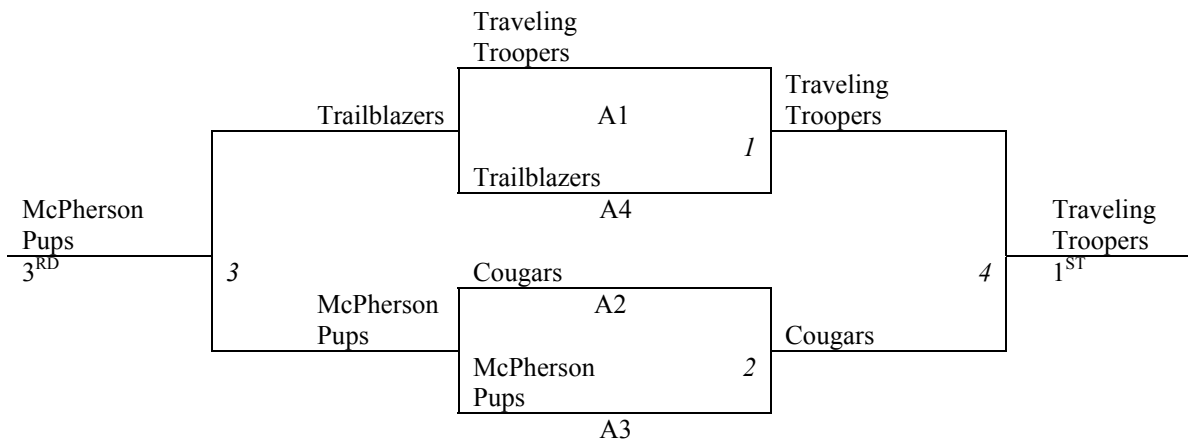 Traveling
Troopers
Traveling
Troopers
Trailblazers
A1
1
Trailblazers
A4
McPherson
Pups
3RD
Traveling
Troopers
1ST
3
Cougars
4
A2
McPherson
Pups
Cougars
McPherson
Pups
2
A3